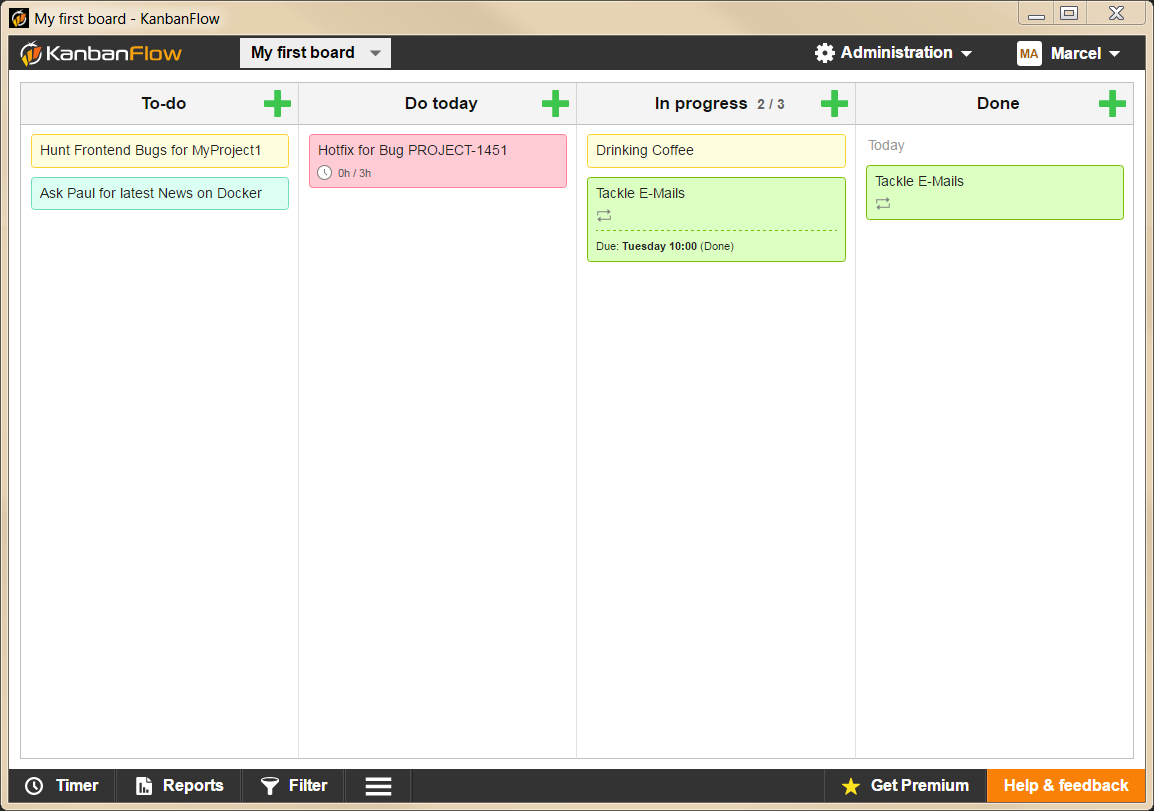 My first board - KanbanFlow
KanbanFlow
My first board
Administration
MA
Marcel
To-do
Do today
In progress 2 / 3
Done
Hunt Frontend Bugs for MyProject1
Ask Paul for latest News on Docker
Hotfix for Bug PROJECT-1451
0h / 3h
Drinking Coffee
Tackle E-Mails
Due: Tuesday 10:00 (Done)
Today
Tackle E-Mails
Timer
Reports
Filter
Get Premium
Help & feedback